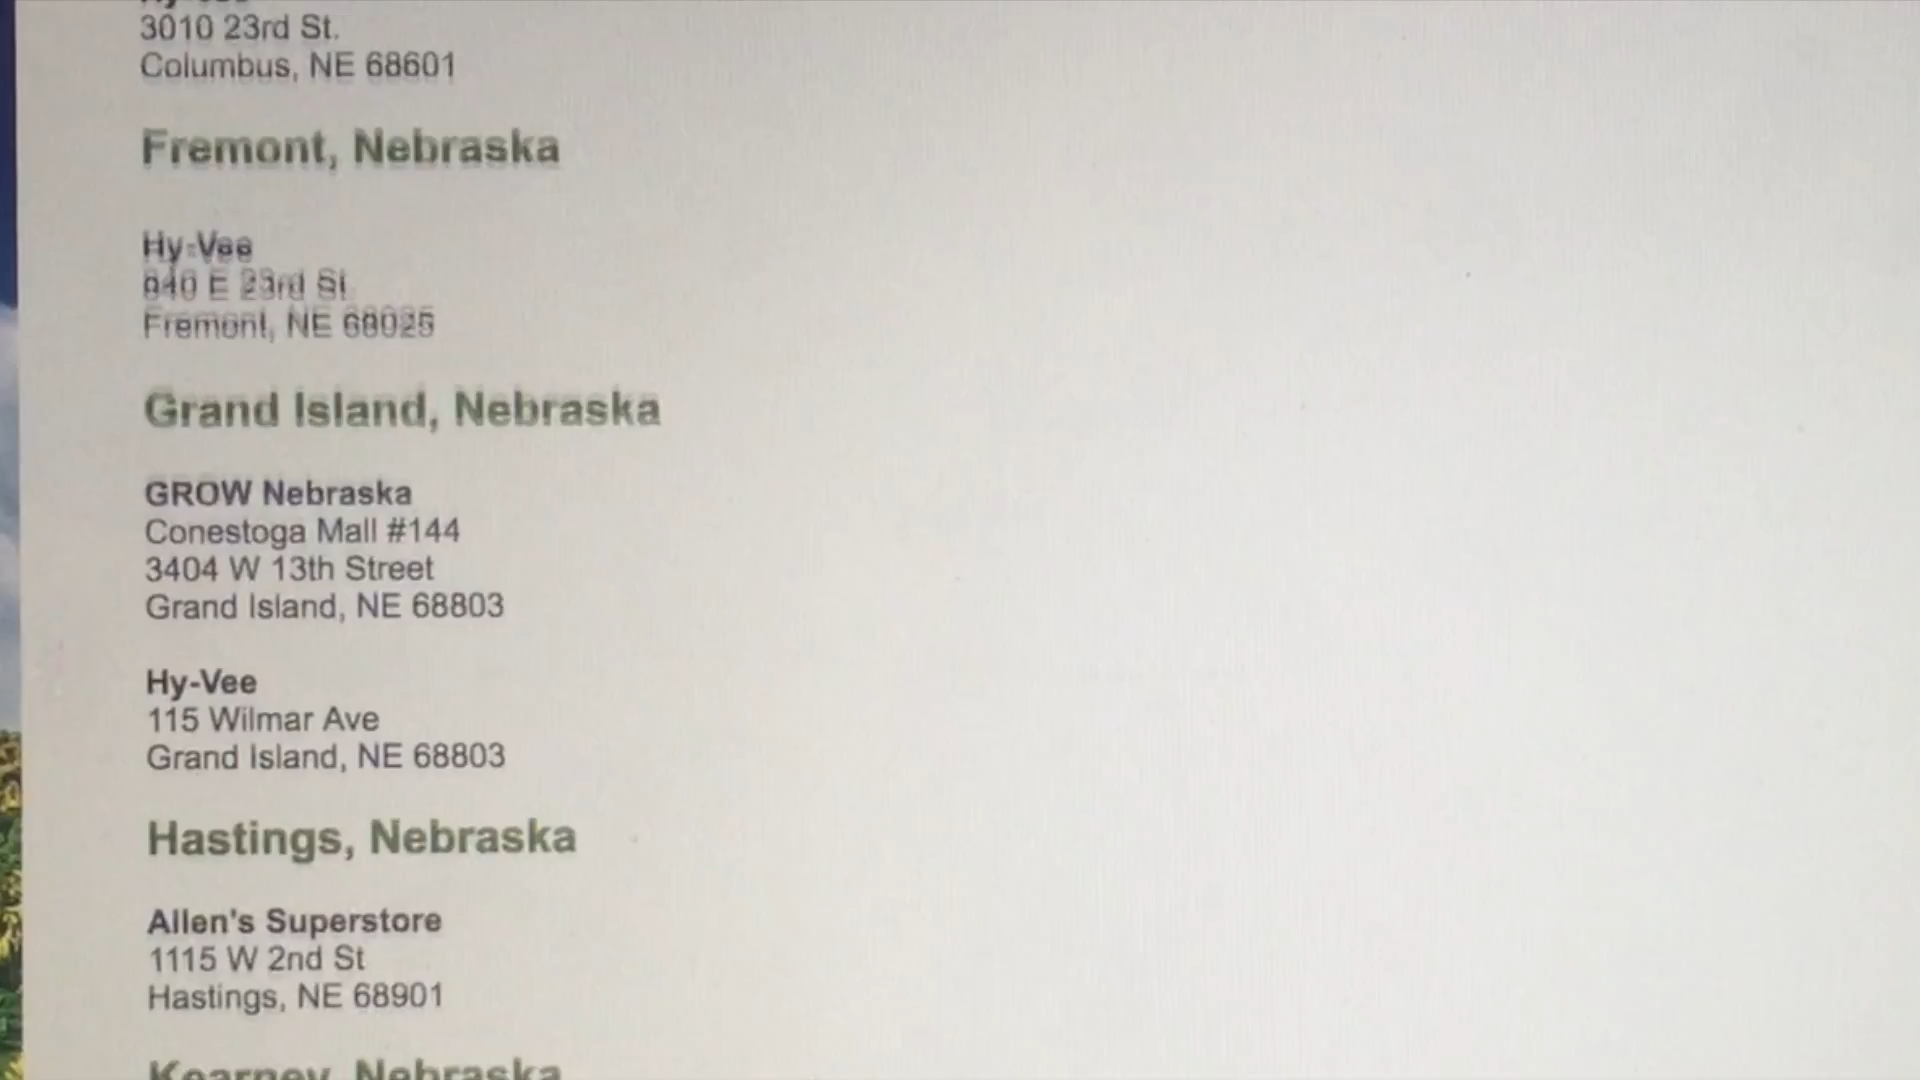 3010 23rd St.
Columbus, NE 68601
Fremont, Nebraska
Hy-Vee
840 E 23rd St
Fremont, NE 68025
Grand Island, Nebraska
GROW Nebraska
Conestoga Mall #144
3404 W 13th Street
Grand Island, NE 68803
Hy-Vee
115 Wilmar Ave
Grand Island, NE 68803
Hastings, Nebraska
Allen's Superstore
1115 W 2nd St
Hastings, NE 68901
Kearney, Nebraska